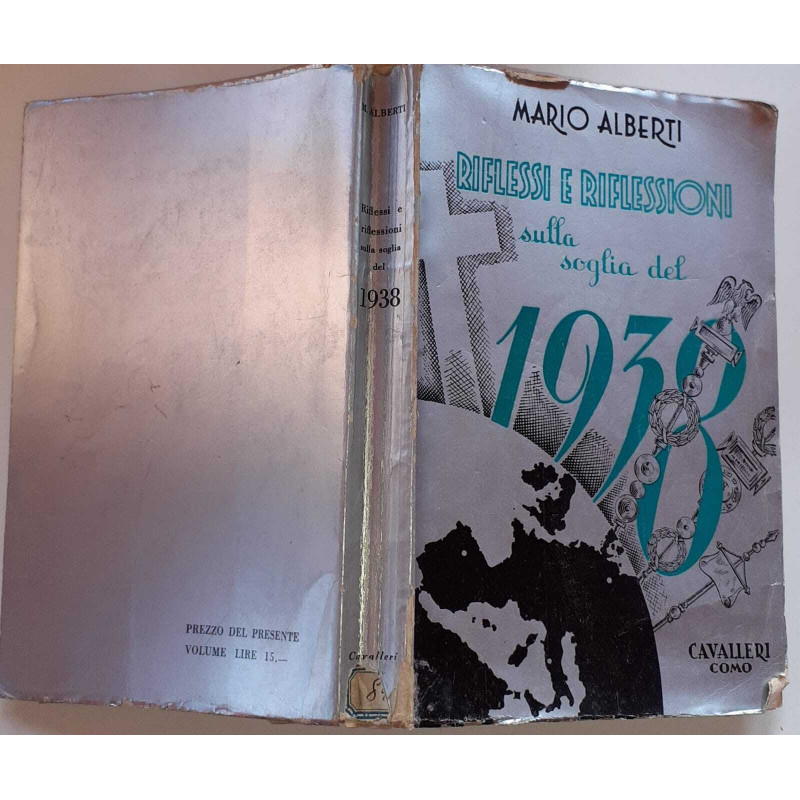 PREZZO DEL PRESENTE
VOLUME LIRE 15,—
M. ALBERTI
Riflessi e
riflessioni
sulla soglia
del
1938
Cavalleri
MARIO ALBERTI
RIFLESSI E RIFLESSIONI
sulla
soglia del
1938
CAVALLERI
COMO